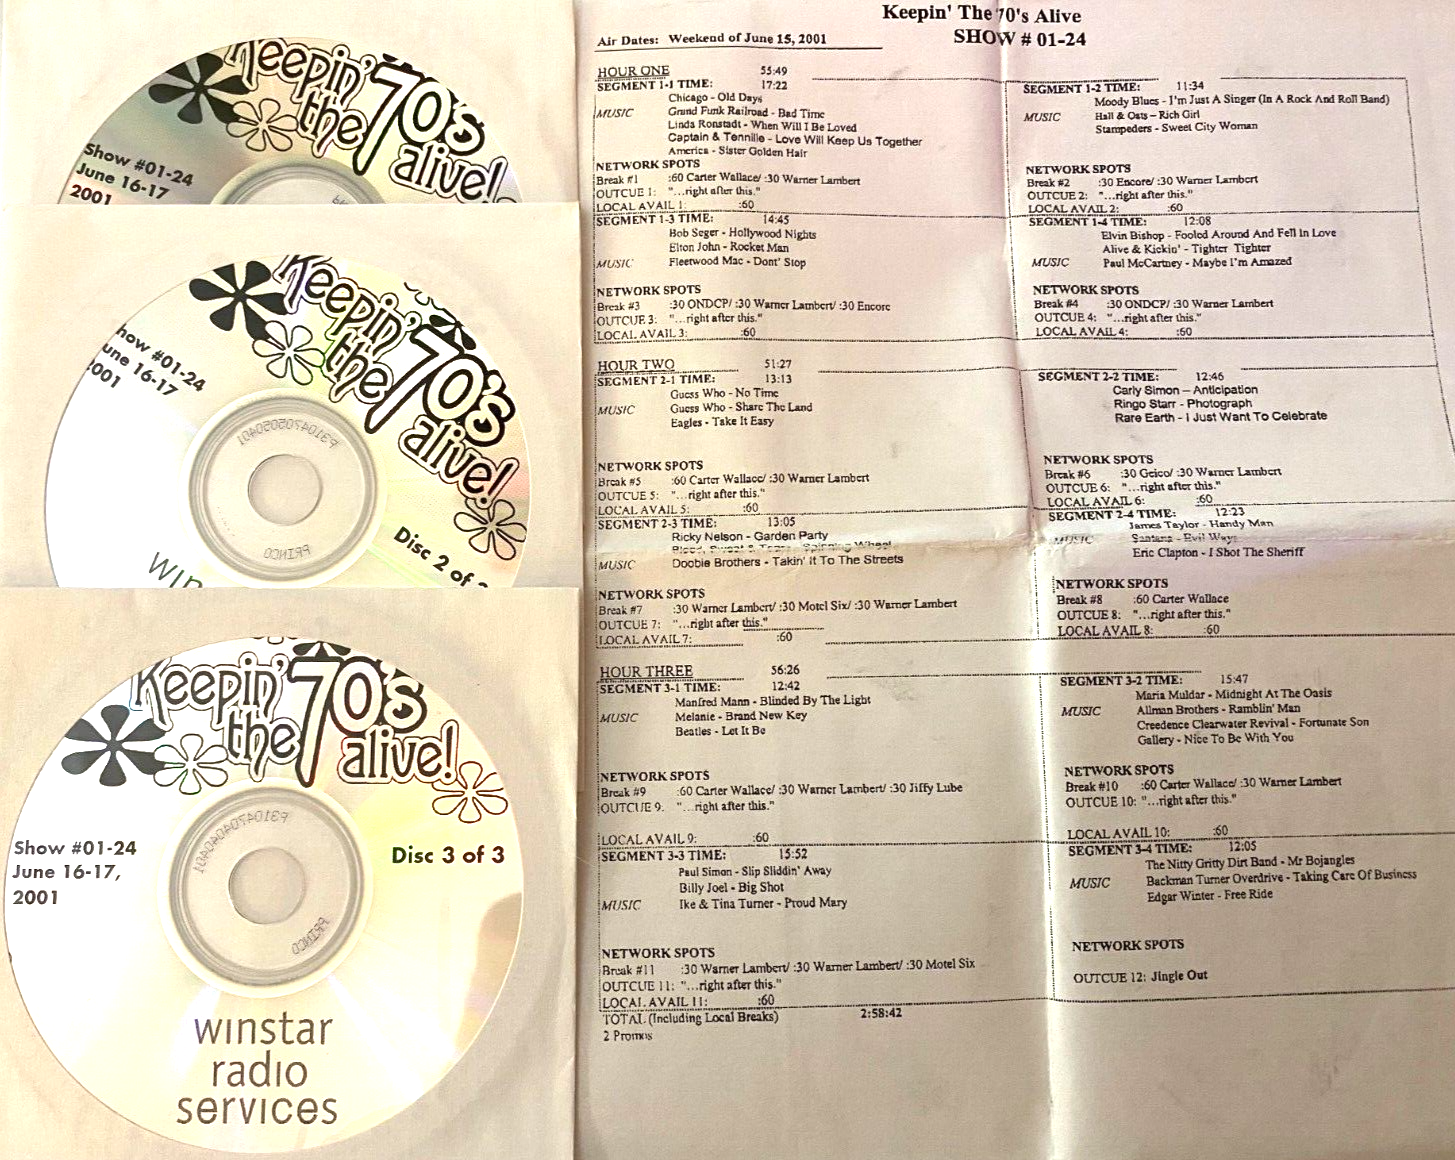 Keepin'
the 70's
alive!
Show #01-24
June 16-17
2001
Keepin'
the 70's
alive!
how #01-24
une 16-17
2001
P3104705050401
PRINCO
Disc 2 of
win
Keepin'
the 70's
alive!
Show #01-24
June 16-17,
2001
Disc 3 of 3
PRINCO
winstar
radio
services
Keepin' The 70's Alive
SHOW # 01-24
Air Dates: Weekend of June 15, 2001
HOUR ONE 55:49
SEGMENT 1-1 TIME: 17:22
Chicago - Old Days
MUSIC Grand Funk Railroad - Bad Time
Linda Ronstadt - When Will I Be Loved
Captain & Tennille - Love Will Keep Us Together
America - Sister Golden Hair
NETWORK SPOTS
Break #1 :60 Carter Wallace/ :30 Warner Lambert
OUTCUE 1: "...right after this."
LOCAL AVAIL 1: :60
SEGMENT 1-2 TIME: 11:34
Moody Blues - I'm Just A Singer (In A Rock And Roll Band)
MUSIC Hall & Oats - Rich Girl
Stampeders - Sweet City Woman
NETWORK SPOTS
Break #2 :30 Encore/ :30 Warner Lambert
OUTCUE 2: "...right after this."
LOCAL AVAIL 2: :60
SEGMENT 1-3 TIME: 14:45
Bob Seger - Hollywood Nights
Elton John - Rocket Man
MUSIC Fleetwood Mac - Dont' Stop
NETWORK SPOTS
Break #3 :30 ONDCP/ :30 Warner Lambert/ :30 Encore
OUTCUE 3: "...right after this."
LOCAL AVAIL 3: :60
SEGMENT 1-4 TIME: 12:08
Elvin Bishop - Fooled Around And Fell In Love
Alive & Kickin' - Tighter Tighter
MUSIC Paul McCartney - Maybe I'm Amazed
NETWORK SPOTS
Break #4 :30 ONDCP/ :30 Warner Lambert
OUTCUE 4: "...right after this."
LOCAL AVAIL 4: :60
HOUR TWO 51:27
SEGMENT 2-1 TIME: 13:13
Guess Who - No Time
MUSIC Guess Who - Share The Land
Eagles - Take It Easy
NETWORK SPOTS
Break #5 :60 Carter Wallace/ :30 Warner Lambert
OUTCUE 5: "...right after this."
LOCAL AVAIL 5: :60
SEGMENT 2-2 TIME: 12:46
Carly Simon – Anticipation
Ringo Starr - Photograph
Rare Earth - I Just Want To Celebrate
NETWORK SPOTS
Break #6 :30 Geico/ :30 Warner Lambert
OUTCUE 6: "...right after this."
LOCAL AVAIL 6: :60
SEGMENT 2-3 TIME: 13:05
Ricky Nelson - Garden Party
Blood, Sweat & Tears - Spinning Wheel
MUSIC Doobie Brothers - Takin' It To The Streets
NETWORK SPOTS
Break #7 :30 Warner Lambert/ :30 Motel Six/ :30 Warner Lambert
OUTCUE 7: "...right after this."
LOCAL AVAIL 7: :60
SEGMENT 2-4 TIME: 12:23
James Taylor - Handy Man
MUSIC Santana - Evil Ways
Eric Clapton - I Shot The Sheriff
NETWORK SPOTS
Break #8 :60 Carter Wallace
OUTCUE 8: "...right after this."
LOCAL AVAIL 8: :60
HOUR THREE 56:26
SEGMENT 3-1 TIME: 12:42
Manfred Mann - Blinded By The Light
MUSIC Melanie - Brand New Key
Beatles - Let It Be
NETWORK SPOTS
Break #9 :60 Carter Wallace/ :30 Warner Lambert/ :30 Jiffy Lube
OUTCUE 9. "...right after this."
LOCAL AVAIL 9: :60
SEGMENT 3-2 TIME: 15:47
Maria Muldar - Midnight At The Oasis
MUSIC Allman Brothers - Ramblin' Man
Creedence Clearwater Revival - Fortunate Son
Gallery - Nice To Be With You
NETWORK SPOTS
Break #10 :60 Carter Wallace/ :30 Warner Lambert
OUTCUE 10: "...right after this."
LOCAL AVAIL 10: :60
SEGMENT 3-3 TIME: 15:52
Paul Simon - Slip Sliddin' Away
Billy Joel - Big Shot
MUSIC Ike & Tina Turner - Proud Mary
NETWORK SPOTS
Break #11 :30 Warner Lambert/ :30 Warner Lambert/ :30 Motel Six
OUTCUE 11: "...right after this."
LOCAL AVAIL 11: :60
SEGMENT 3-4 TIME: 12:05
The Nitty Gritty Dirt Band - Mr Bojangles
MUSIC Backman Turner Overdrive - Taking Care Of Business
Edgar Winter - Free Ride
NETWORK SPOTS
OUTCUE 12: Jingle Out
TOTAL (Including Local Breaks) 2:58:42
2 Promos